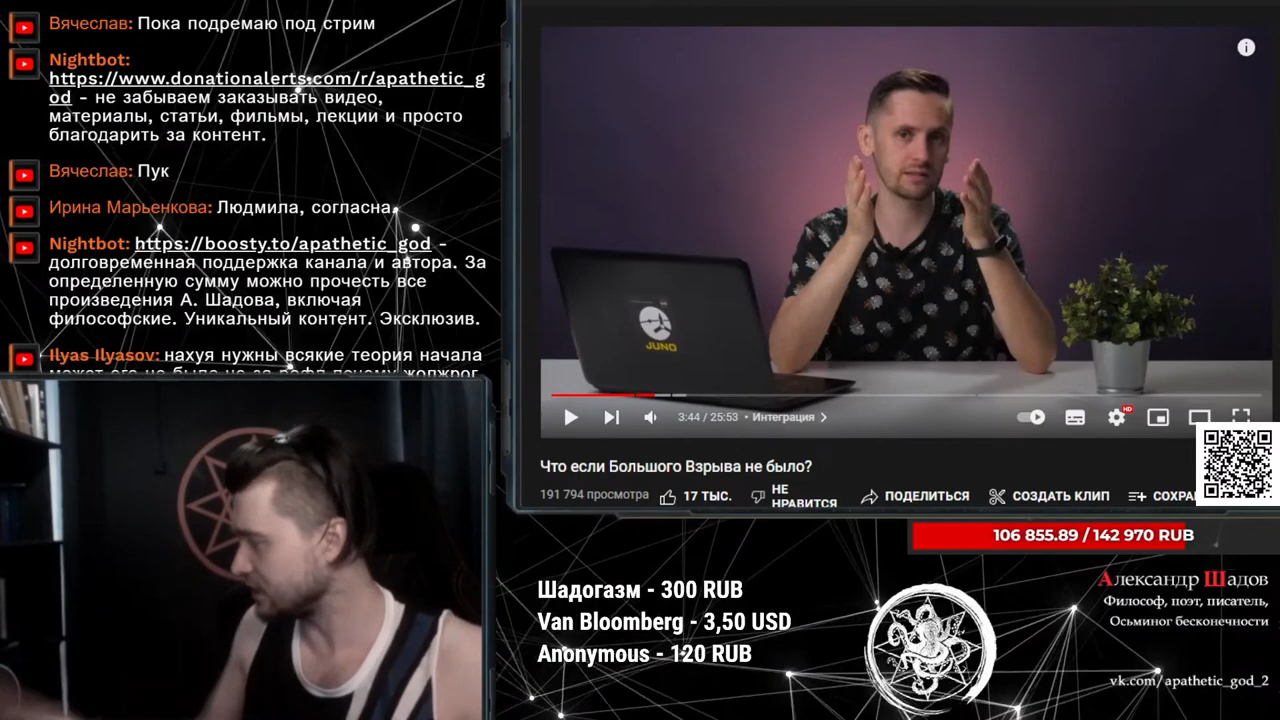 Вячеслав: Пока подремаю под стрим
Nightbot:
https://www.donationalerts.com/r/apathetic_g
od - не забываем заказывать видео,
материалы, статьи, фильмы, лекции и просто
благодарить за контент.
Вячеслав: Пук
Ирина Марьенкова: Людмила, согласна
Nightbot: https://boosty.to/apathetic_god -
долговременная поддержка канала и автора. За
определенную сумму можно прочесть все
произведения А. Шадова, включая
философские. Уникальный контент. Эксклюзив.
Ilyas Ilyasov: нахуя нужны всякие теория начала
JUNO
3:44 / 25:53 • Интеграция
HD
Что если Большого Взрыва не было?
191 794 просмотра
17 ТЫС.
НЕ
НРАВИТСЯ
ПОДЕЛИТЬСЯ
СОЗДАТЬ КЛИП
106 855.89 / 142 970 RUB
Шадогазм - 300 RUB
Van Bloomberg - 3,50 USD
Anonymous - 120 RUB
Александр Шадов
Философ, поэт, писатель,
Осьминог бесконечности
vk.com/apathetic_god_2